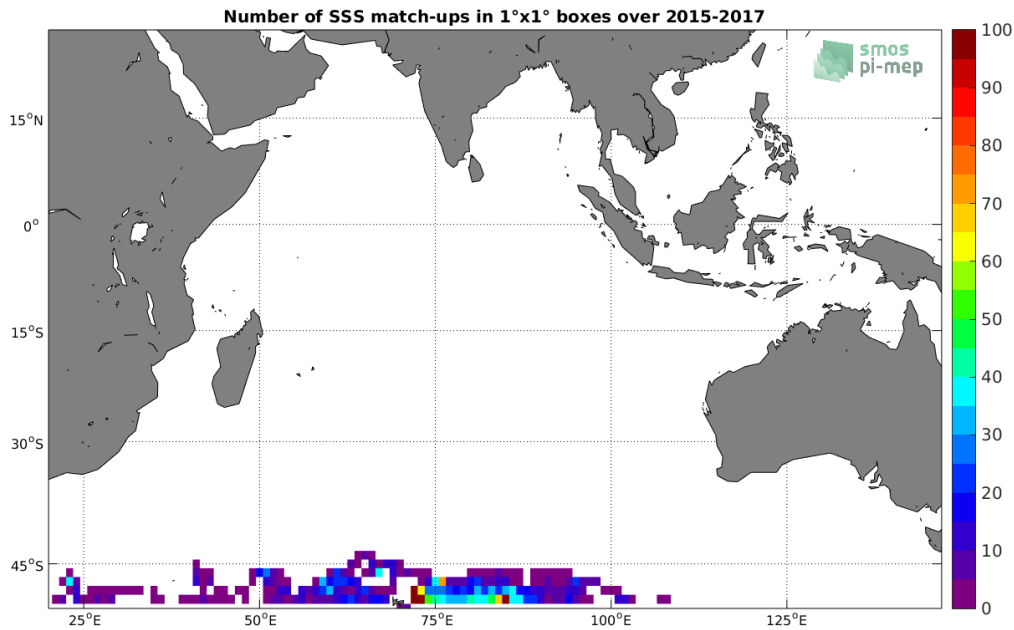 Number of SSS match-ups in 1°x1° boxes over 2015-2017
smos
pi-mep
15°N
0°
15°S
30°S
45°S
25°E
50°E
75°E
100°E
125°E
100
90
80
70
60
50
40
30
20
10
0